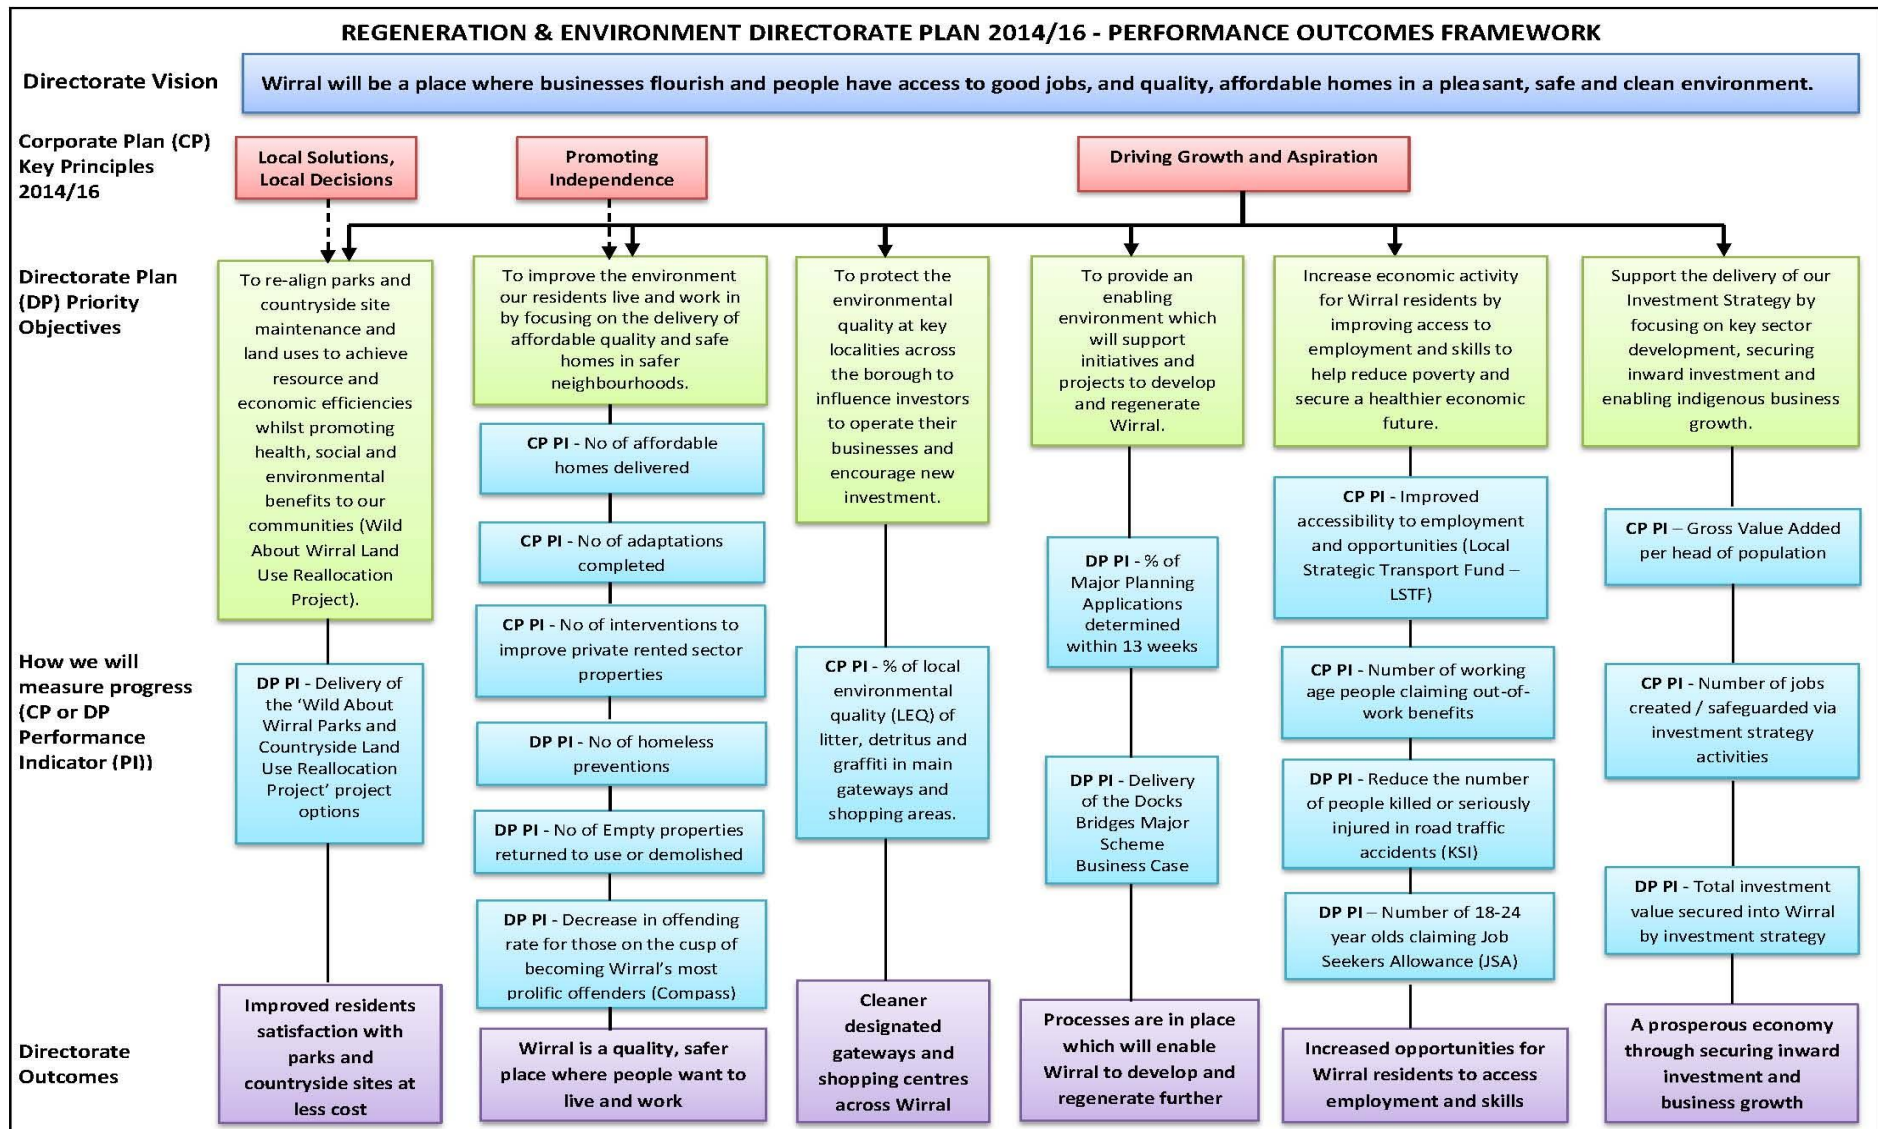 REGENERATION & ENVIRONMENT DIRECTORATE PLAN 2014/16 - PERFORMANCE OUTCOMES FRAMEWORK
Directorate Vision
Wirral will be a place where businesses flourish and people have access to good jobs, and quality, affordable homes in a pleasant, safe and clean environment.
Corporate Plan (CP)
Key Principles
2014/16
Local Solutions,
Local Decisions
Promoting
Independence
Driving Growth and Aspiration
Directorate Plan
(DP) Priority
Objectives
To re-align parks and
countryside site
maintenance and
land uses to achieve
resource and
economic efficiencies
whilst promoting
health, social and
environmental
benefits to our
communities (Wild
About Wirral Land
Use Reallocation
Project).
To improve the environment
our residents live and work in
by focusing on the delivery of
affordable quality and safe
homes in safer
neighbourhoods.
To protect the
environmental
quality at key
localities across
the borough to
influence investors
to operate their
businesses and
encourage new
investment.
To provide an
enabling
environment which
will support
initiatives and
projects to develop
and regenerate
Wirral.
Increase economic activity
for Wirral residents by
improving access to
employment and skills to
help reduce poverty and
secure a healthier economic
future.
Support the delivery of our
Investment Strategy by
focusing on key sector
development, securing
inward investment and
enabling indigenous business
growth.
How we will
measure progress
(CP or DP
Performance
Indicator (PI))
DP PI - Delivery of
the ‘Wild About
Wirral Parks and
Countryside Land
Use Reallocation
Project’ project
options
CP PI - No of affordable
homes delivered
CP PI - No of adaptations
completed
CP PI - No of interventions to
improve private rented sector
properties
DP PI - No of homeless
preventions
DP PI - No of Empty properties
returned to use or demolished
DP PI - Decrease in offending
rate for those on the cusp of
becoming Wirral’s most
prolific offenders (Compass)
CP PI - % of local
environmental
quality (LEQ) of
litter, detritus and
graffiti in main
gateways and
shopping areas.
DP PI - % of
Major Planning
Applications
determined
within 13 weeks
DP PI - Delivery
of the Docks
Bridges Major
Scheme
Business Case
CP PI - Improved
accessibility to employment
and opportunities (Local
Strategic Transport Fund –
LSTF)
CP PI - Number of working
age people claiming out-of-
work benefits
DP PI - Reduce the number
of people killed or seriously
injured in road traffic
accidents (KSI)
DP PI – Number of 18-24
year olds claiming Job
Seekers Allowance (JSA)
CP PI – Gross Value Added
per head of population
CP PI - Number of jobs
created / safeguarded via
investment strategy
activities
DP PI - Total investment
value secured into Wirral
by investment strategy
Directorate
Outcomes
Improved residents
satisfaction with
parks and
countryside sites at
less cost
Wirral is a quality, safer
place where people want to
live and work
Cleaner
designated
gateways and
shopping centres
across Wirral
Processes are in place
which will enable
Wirral to develop and
regenerate further
Increased opportunities for
Wirral residents to access
employment and skills
A prosperous economy
through securing inward
investment and
business growth